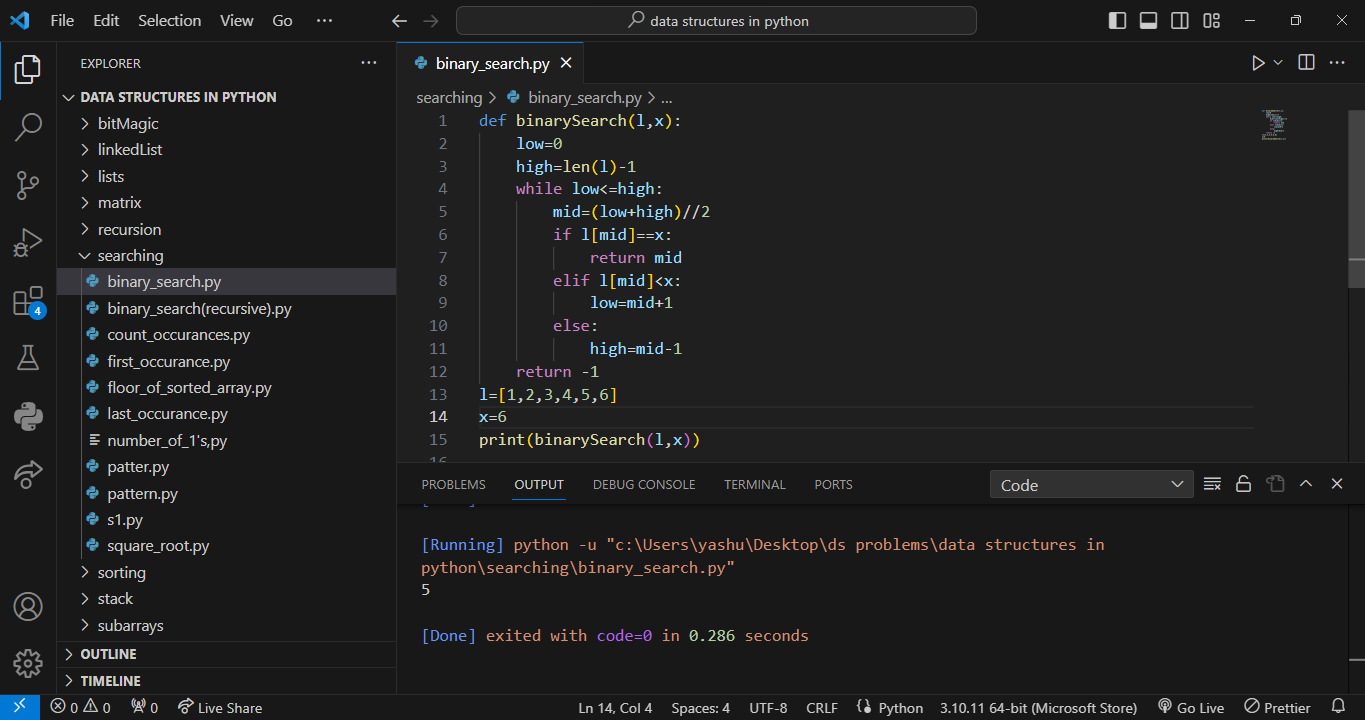 File Edit Selection View Go ··· data structures in python
EXPLORER ···
DATA STRUCTURES IN PYTHON
bitMagic
linkedList
lists
matrix
recursion
searching
binary_search.py
binary_search(recursive).py
count_occurances.py
first_occurance.py
floor_of_sorted_array.py
last_occurance.py
number_of_1's,py
patter.py
pattern.py
s1.py
square_root.py
sorting
stack
subarrays
OUTLINE
TIMELINE
4
binary_search.py
searching > binary_search.py > ...
1 def binarySearch(l,x):
2     low=0
3     high=len(l)-1
4     while low<=high:
5         mid=(low+high)//2
6         if l[mid]==x:
7             return mid
8         elif l[mid]<x:
9             low=mid+1
10         else:
11             high=mid-1
12     return -1
13 l=[1,2,3,4,5,6]
14 x=6
15 print(binarySearch(l,x))
16
PROBLEMS OUTPUT DEBUG CONSOLE TERMINAL PORTS Code
[Running] python -u "c:\Users\yashu\Desktop\ds problems\data structures in
python\searching\binary_search.py"
5
[Done] exited with code=0 in 0.286 seconds
0 0 0 Live Share Ln 14, Col 4 Spaces: 4 UTF-8 CRLF Python 3.10.11 64-bit (Microsoft Store) Go Live Prettier